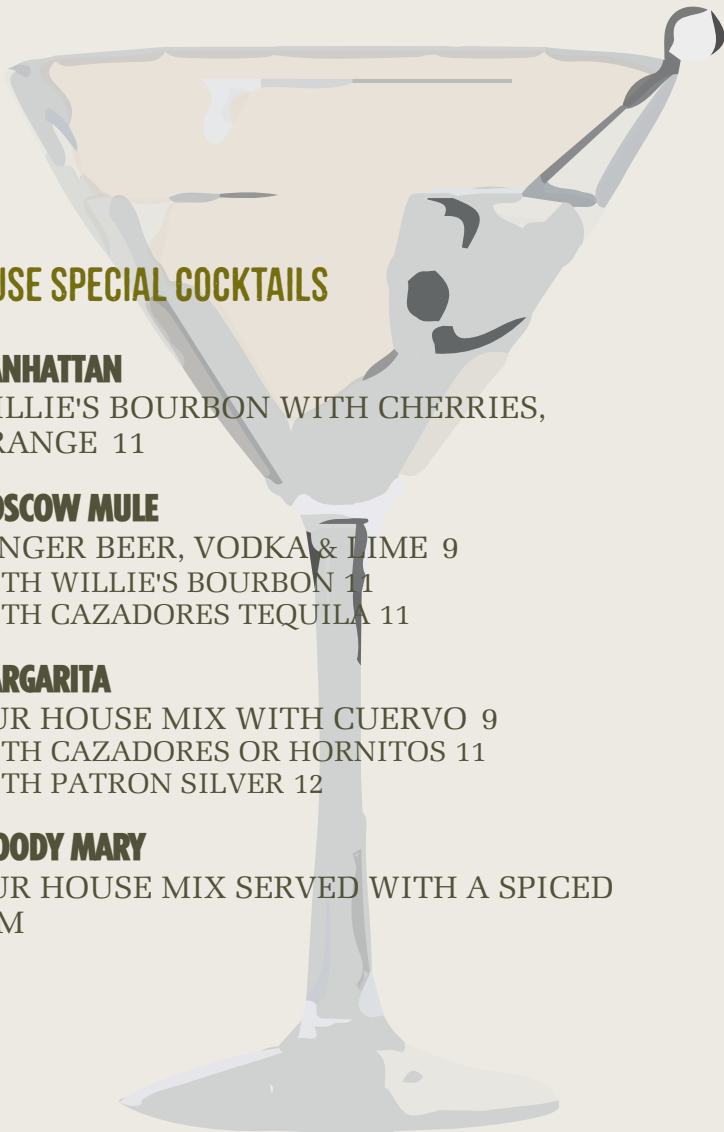 USE SPECIAL COCKTAILS
ANHATTAN
ILLIE'S BOURBON WITH CHERRIES,
RANGE 11
OSCOW MULE
NGER BEER, VODKA & LIME 9
TH WILLIE'S BOURBON 11
TH CAZADORES TEQUILA 11
ARGARITA
UR HOUSE MIX WITH CUERVO 9
TH CAZADORES OR HORNITOS 11
TH PATRON SILVER 12
OODY MARY
UR HOUSE MIX SERVED WITH A SPICED
M